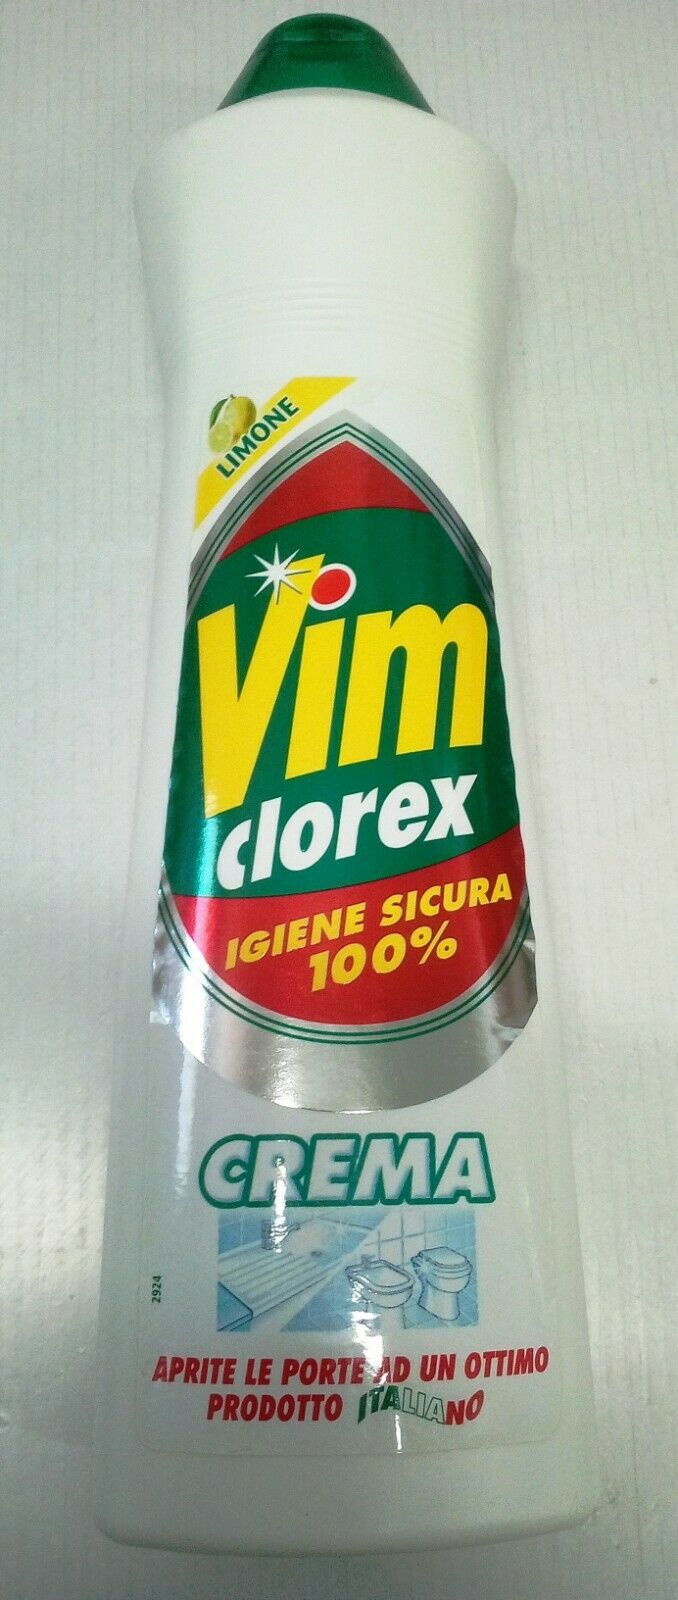 LIMONE
Vim
clorex
IGIENE SICURA
100%
CREMA
2924
APRITE LE PORTE AD UN OTTIMO
PRODOTTO ITALIANO